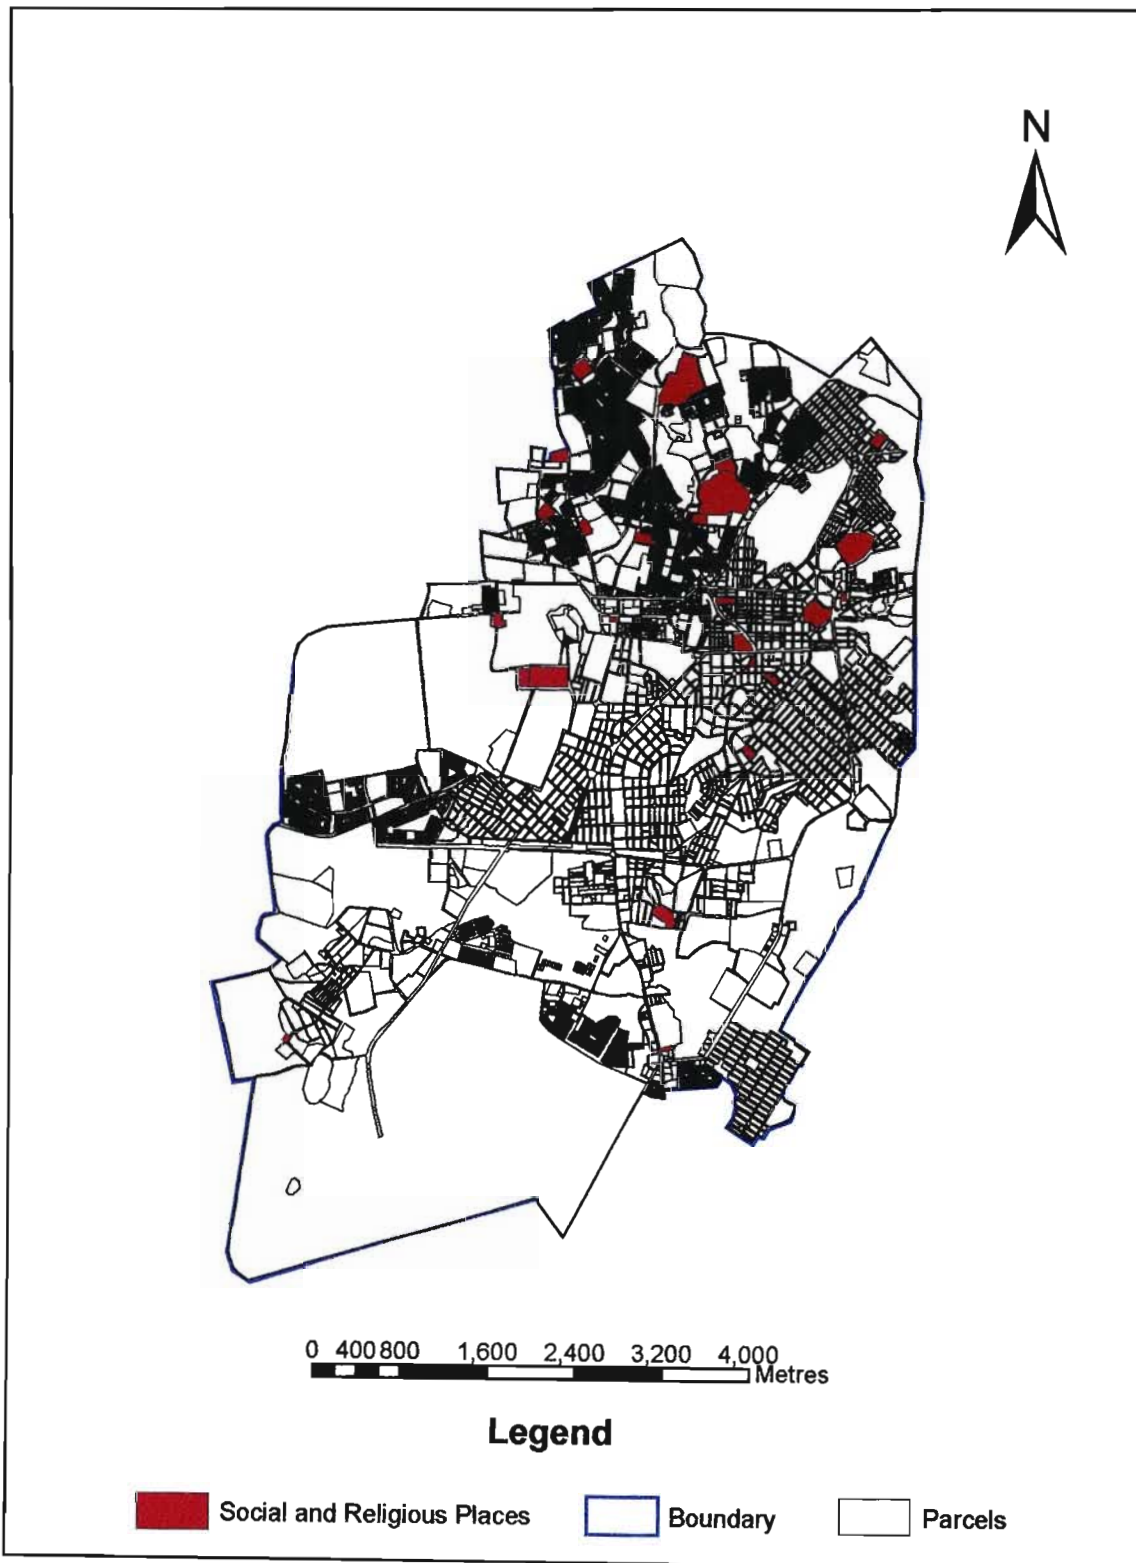 N
0 400 800 1,600 2,400 3,200 4,000
Metres
Legend
Social and Religious Places Boundary Parcels